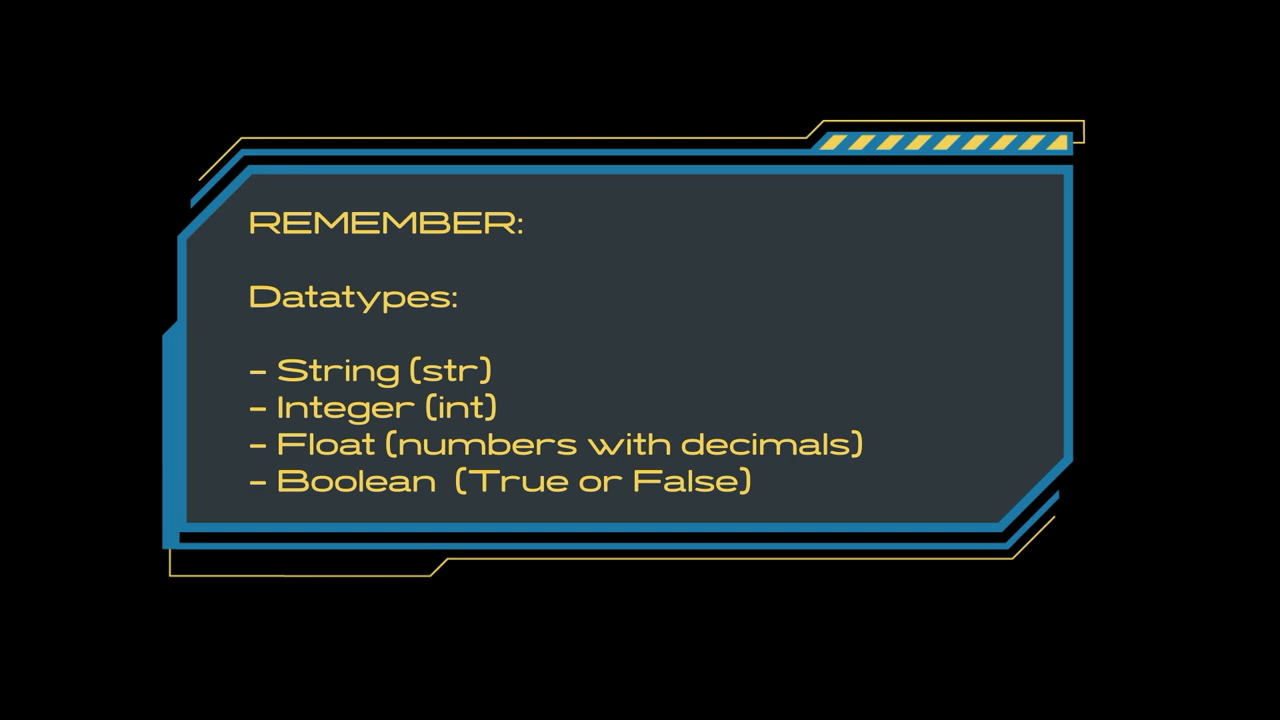 REMEMBER:
Datatypes:
- String (str)
- Integer (int)
- Float (numbers with decimals)
- Boolean (True or False)